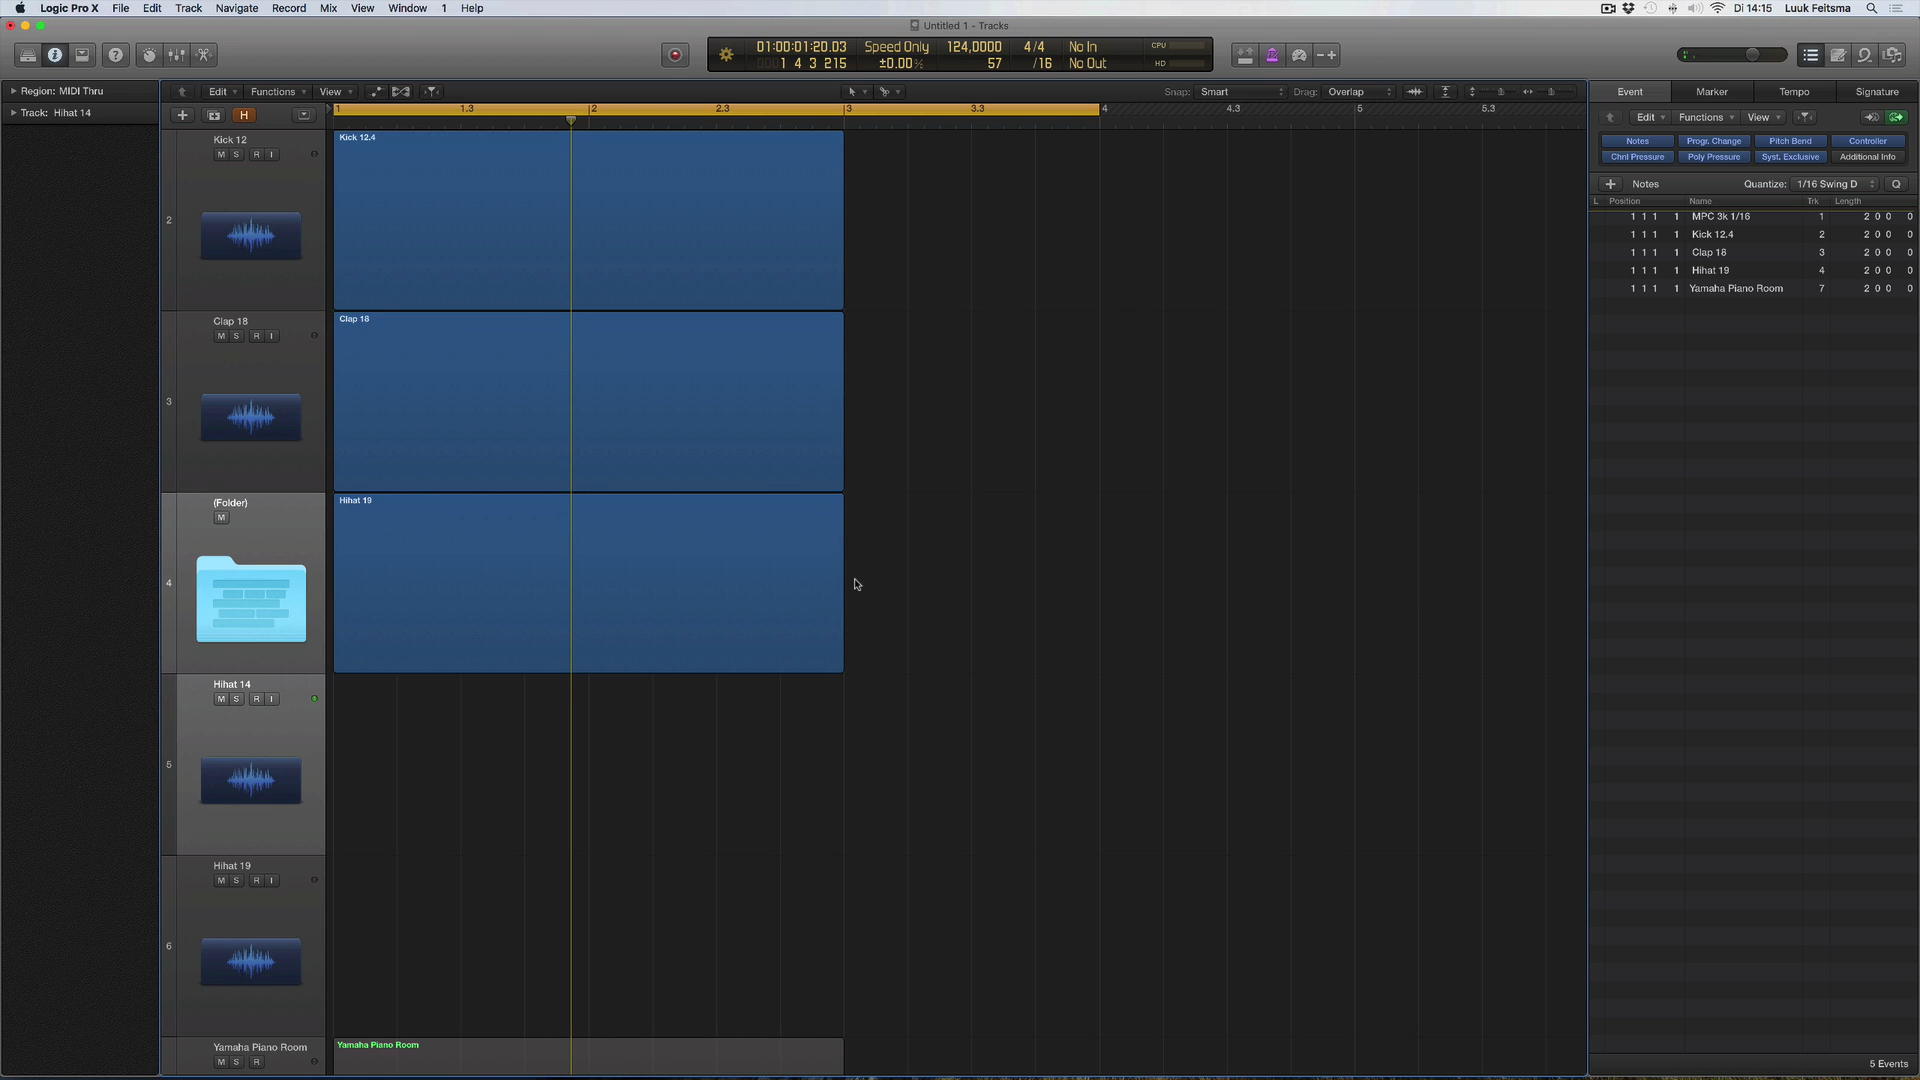 Logic Pro X File Edit Track Navigate Record Mix View Window 1 Help Di 14:15 Luuk Feitsma
Untitled 1 - Tracks
01:00:01:20.03 Speed Only 124,0000 4/4 No In CPU
1 4 3 215 ±0.00% 57 /16 No Out HD
Region: MIDI Thru
Track: Hihat 14
Edit Functions View Snap: Smart Drag: Overlap
H
1 1.3 2 2.3 3 3.3 4 4.3 5 5.3
Kick 12
M S R I
2
Kick 12.4
Clap 18
M S R I
3
Clap 18
(Folder)
M
4
Hihat 19
Hihat 14
M S R I
5
Hihat 19
M S R I
6
Yamaha Piano Room
M S R
Yamaha Piano Room
Event Marker Tempo Signature
Edit Functions View
Notes Progr. Change Pitch Bend Controller
Chnl Pressure Poly Pressure Syst. Exclusive Additional Info
Notes Quantize: 1/16 Swing D Q
L Position Name Trk Length
1 1 1 1 MPC 3k 1/16 1 2 0 0 0
1 1 1 1 Kick 12.4 2 2 0 0 0
1 1 1 1 Clap 18 3 2 0 0 0
1 1 1 1 Hihat 19 4 2 0 0 0
1 1 1 1 Yamaha Piano Room 7 2 0 0 0
5 Events